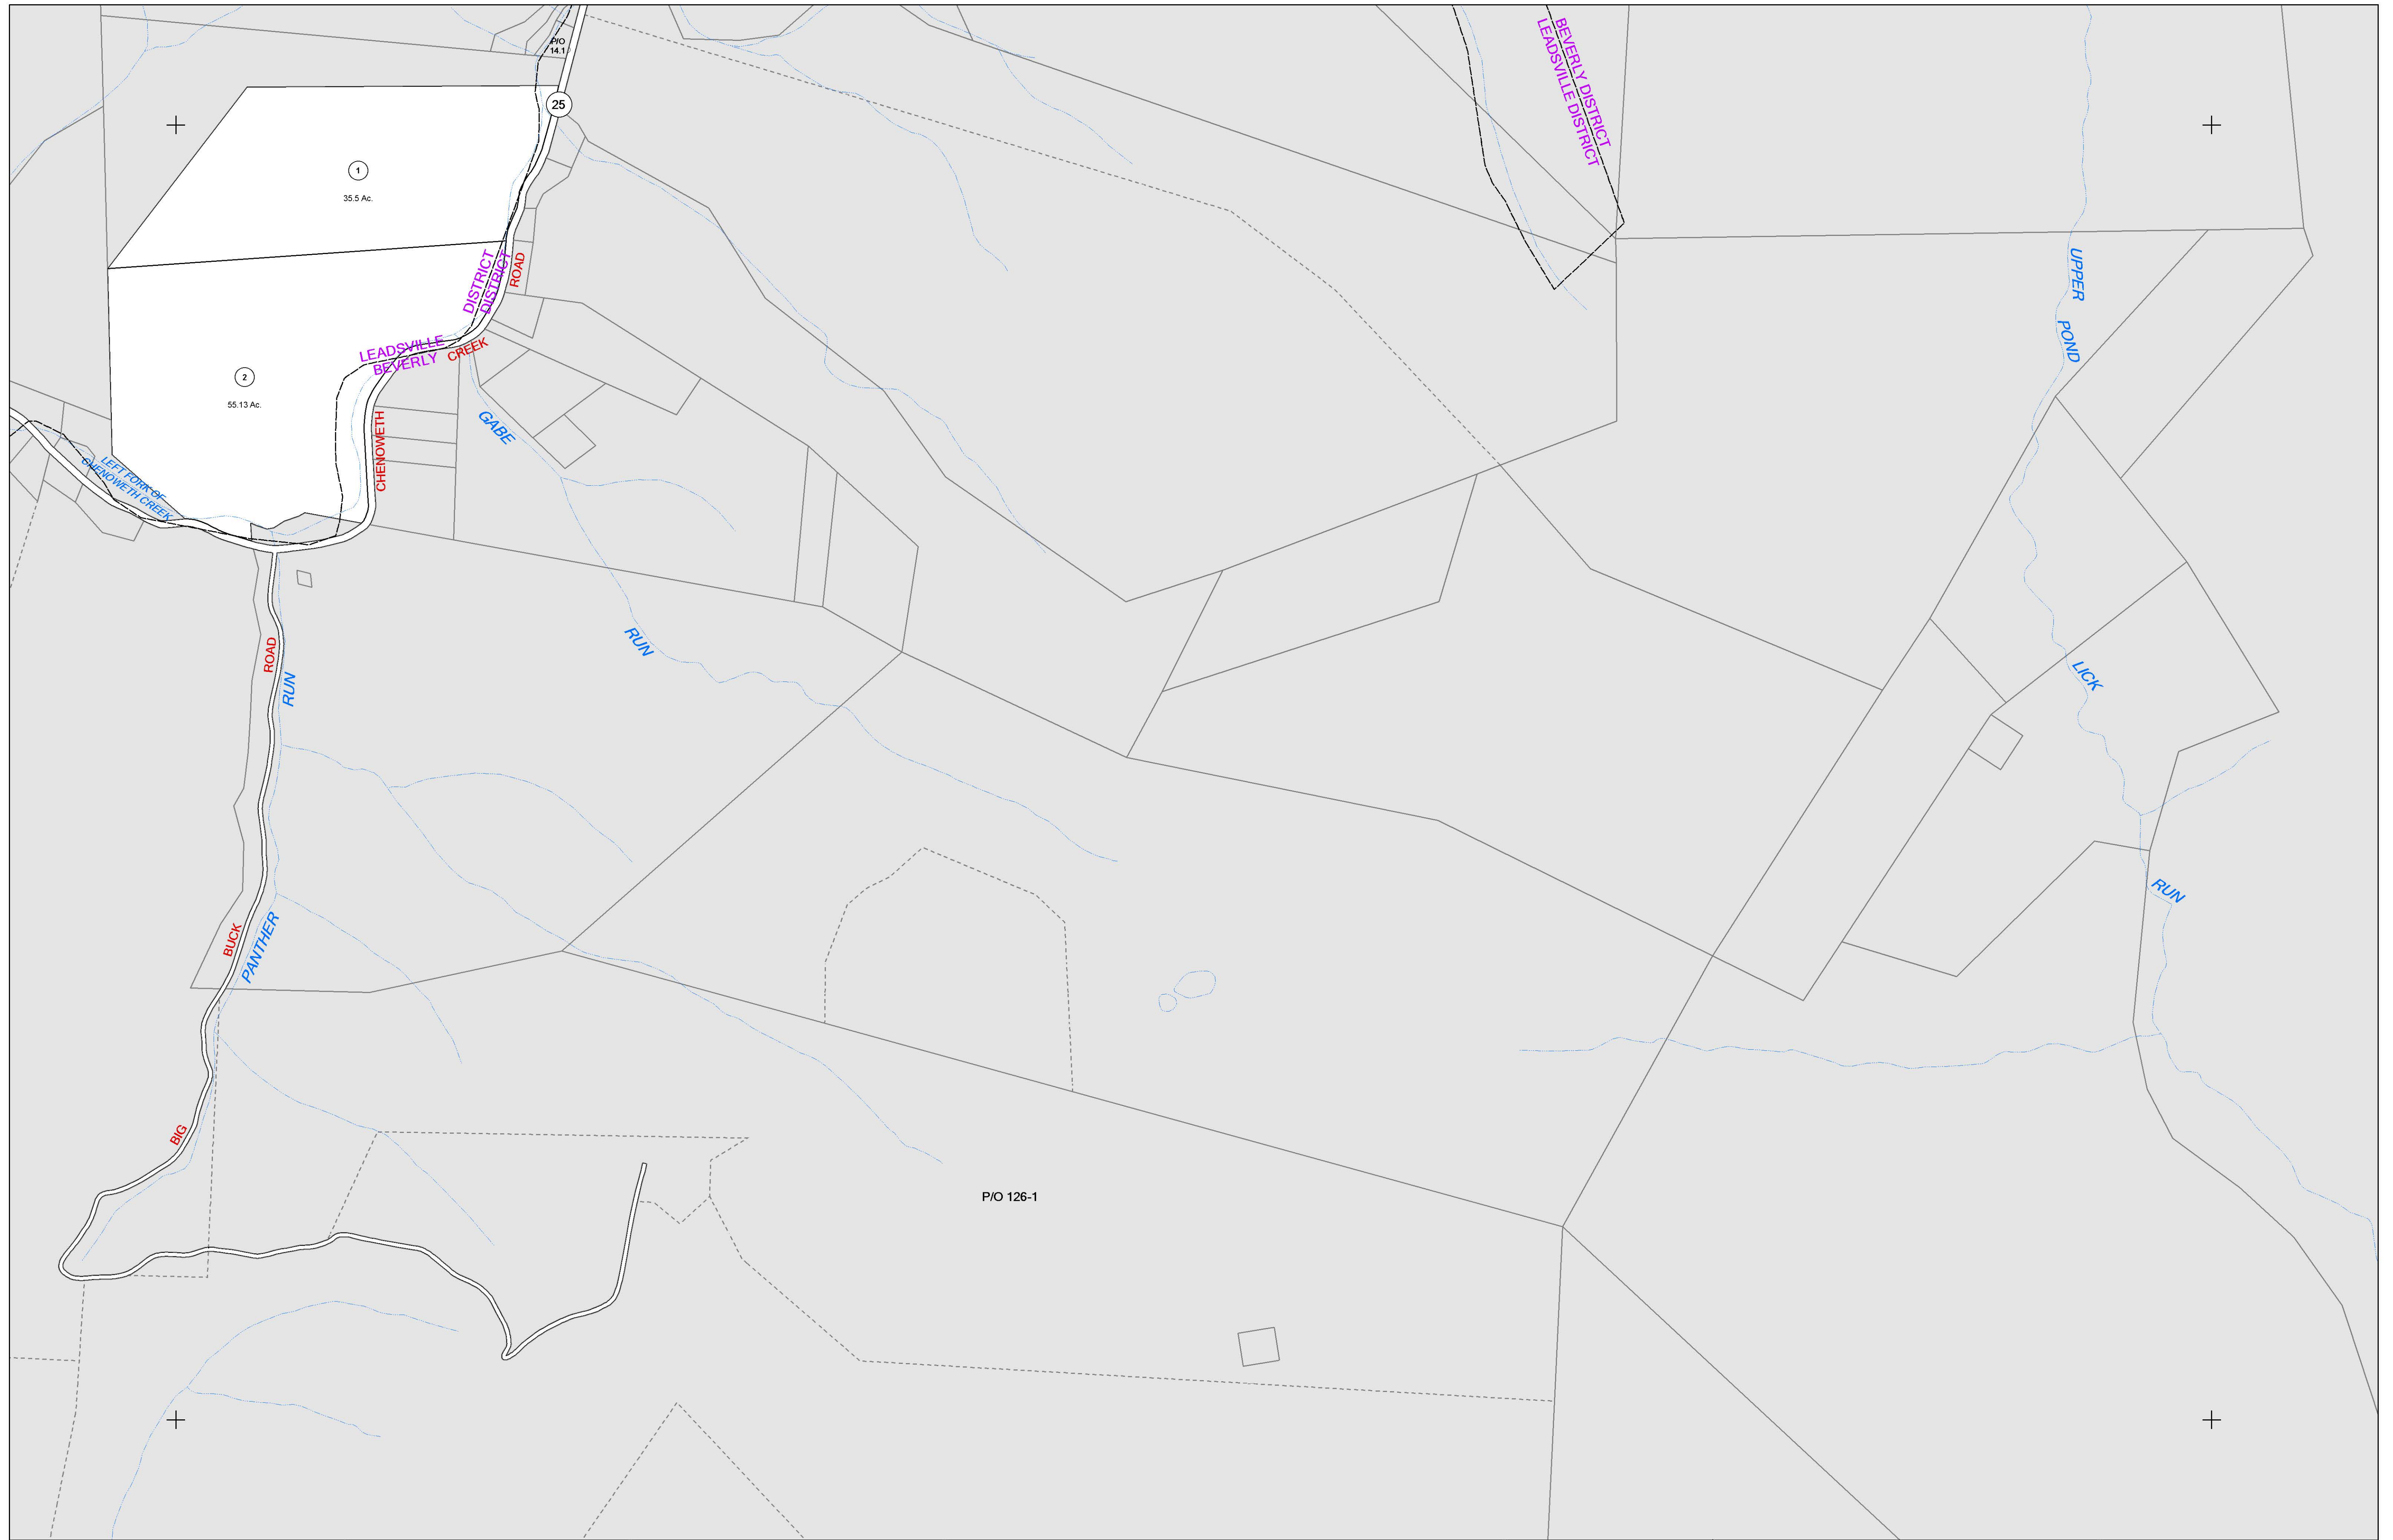 P/O
14.1
25
BEVERLY DISTRICT
LEADSVILLE DISTRICT
1
35.5 Ac.
DISTRICT
DISTRICT
ROAD
UPPER
POND
LEADSVILLE
BEVERLY
CREEK
2
55.13 Ac.
CHENOWETH
GABE
LEFT FORK OF
CHENOWETH CREEK
ROAD
RUN
RUN
LICK
RUN
BUCK
PANTHER
BIG
P/O 126-1